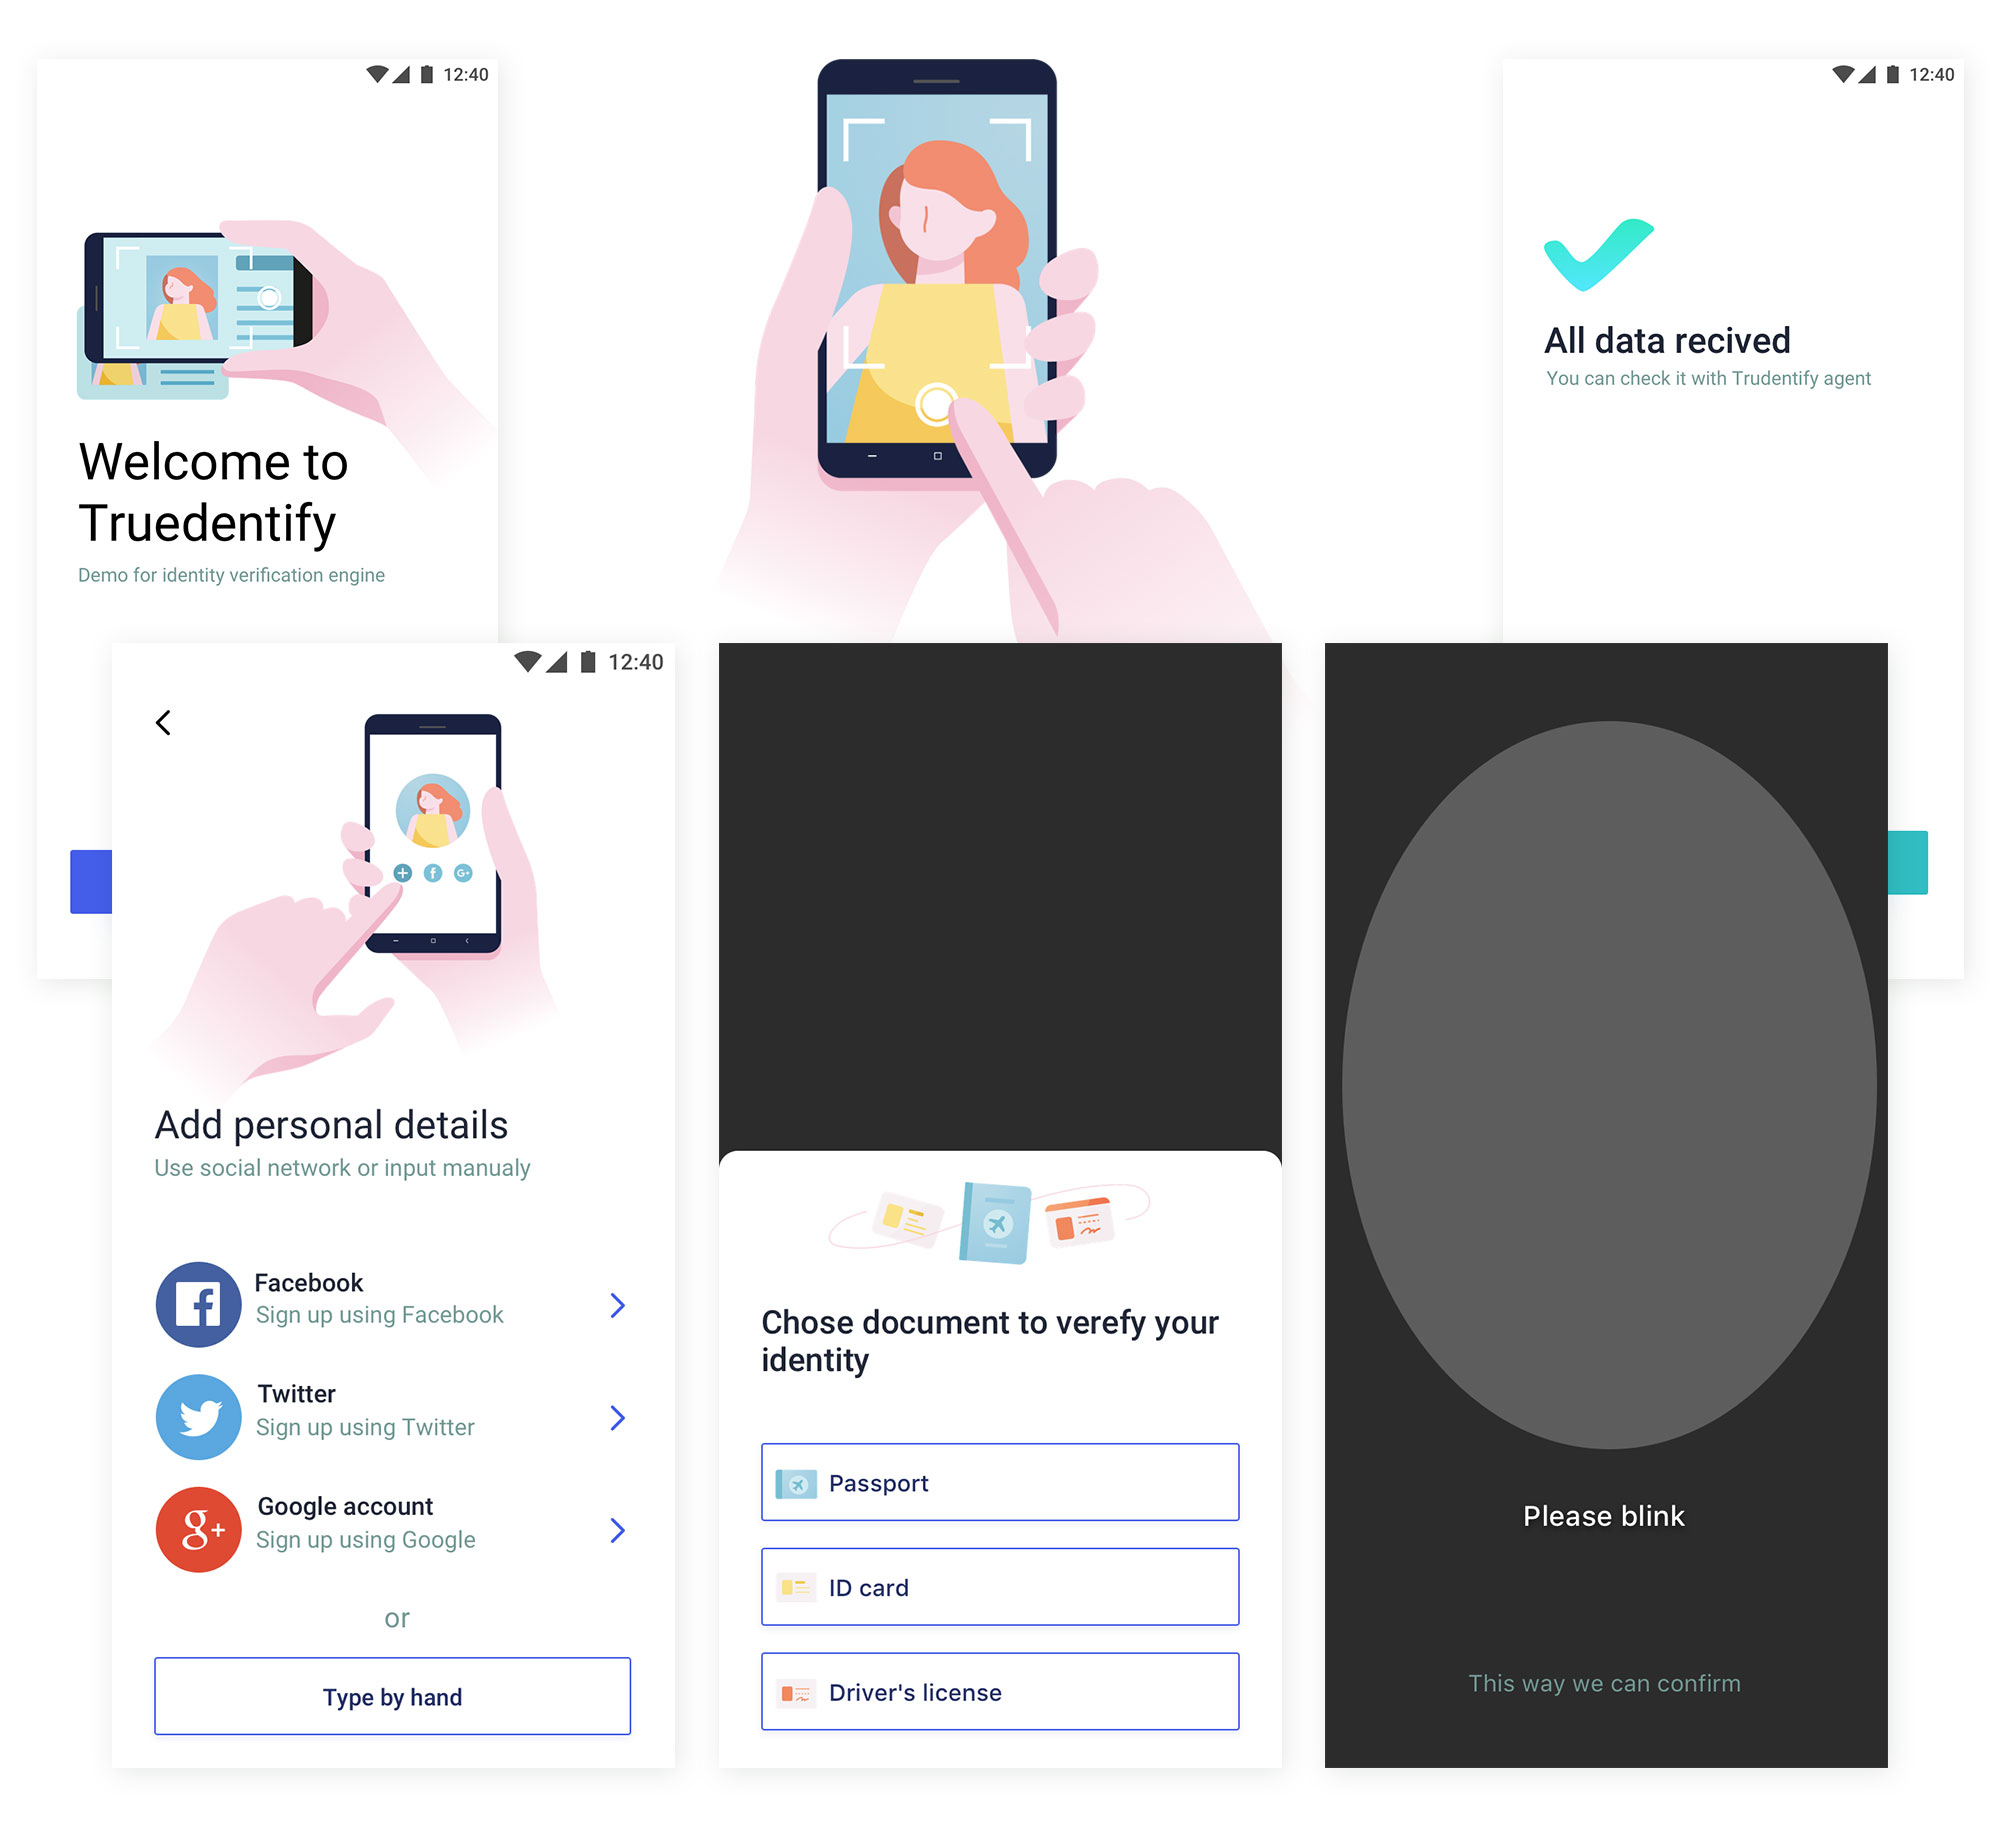 12:40
Welcome to
Truedentify
Demo for identity verification engine
12:40
All data recived
You can check it with Trudentify agent
12:40
Add personal details
Use social network or input manualy
Facebook
Sign up using Facebook
Twitter
Sign up using Twitter
g+
Google account
Sign up using Google
or
Type by hand
G+
Chose document to verefy your
identity
Passport
ID card
Driver's license
Please blink
This way we can confirm